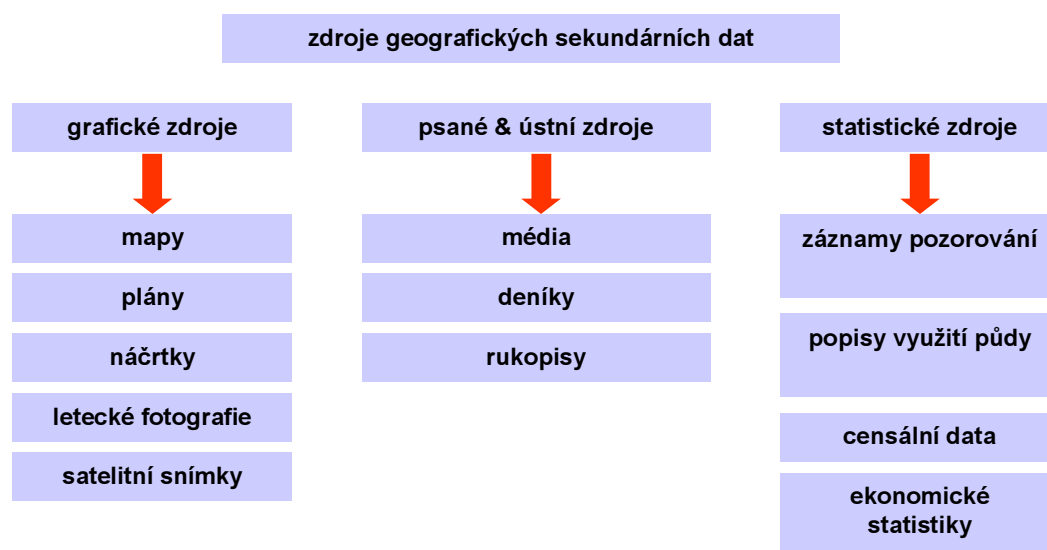 zdroje geografických sekundárních dat
grafické zdroje
mapy
plány
náčrtky
letecké fotografie
satelitní snímky
psané & ústní zdroje
média
deníky
rukopisy
statistické zdroje
záznamy pozorování
popisy využití půdy
censální data
ekonomické
statistiky